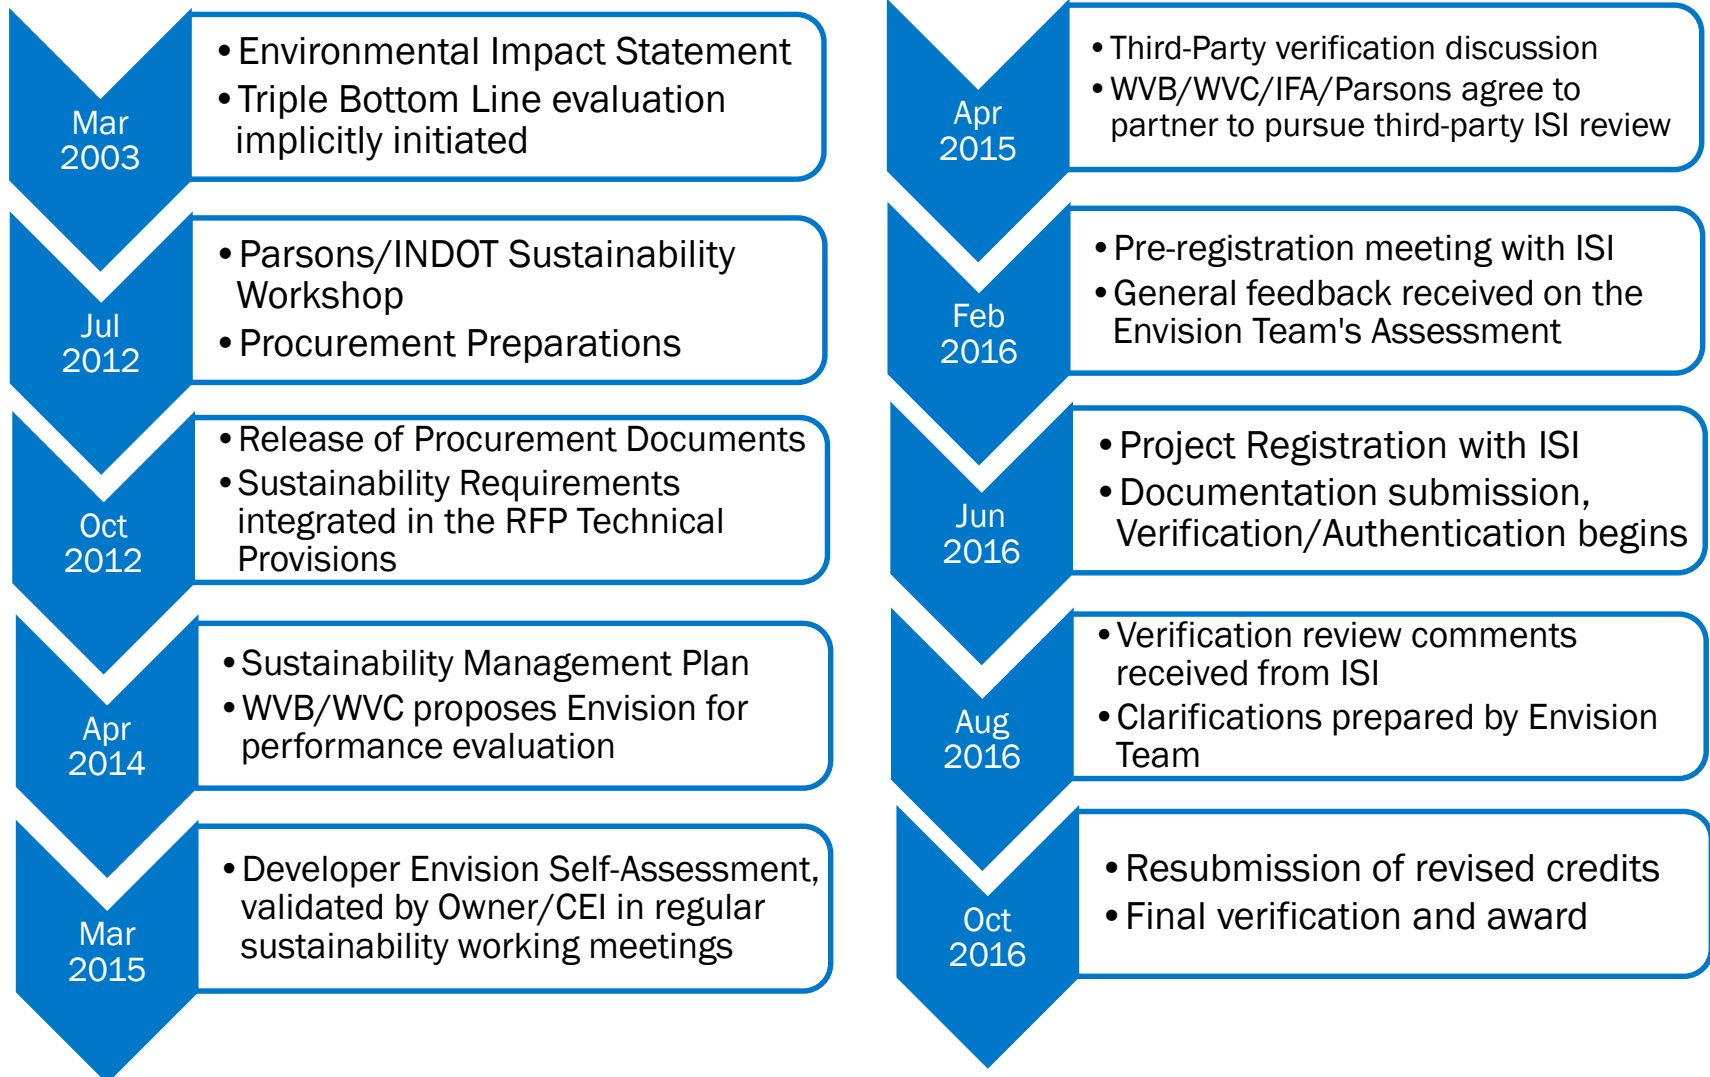 Mar
2003
•Environmental Impact Statement
•Triple Bottom Line evaluation
implicitly initiated
Jul
2012
•Parsons/INDOT Sustainability
Workshop
•Procurement Preparations
Oct
2012
•Release of Procurement Documents
•Sustainability Requirements
integrated in the RFP Technical
Provisions
Apr
2014
•Sustainability Management Plan
•WVB/WVC proposes Envision for
performance evaluation
Mar
2015
•Developer Envision Self-Assessment,
validated by Owner/CEI in regular
sustainability working meetings
Apr
2015
•Third-Party verification discussion
•WVB/WVC/IFA/Parsons agree to
partner to pursue third-party ISI review
Feb
2016
•Pre-registration meeting with ISI
•General feedback received on the
Envision Team's Assessment
Jun
2016
•Project Registration with ISI
•Documentation submission,
Verification/Authentication begins
Aug
2016
•Verification review comments
received from ISI
•Clarifications prepared by Envision
Team
Oct
2016
•Resubmission of revised credits
•Final verification and award